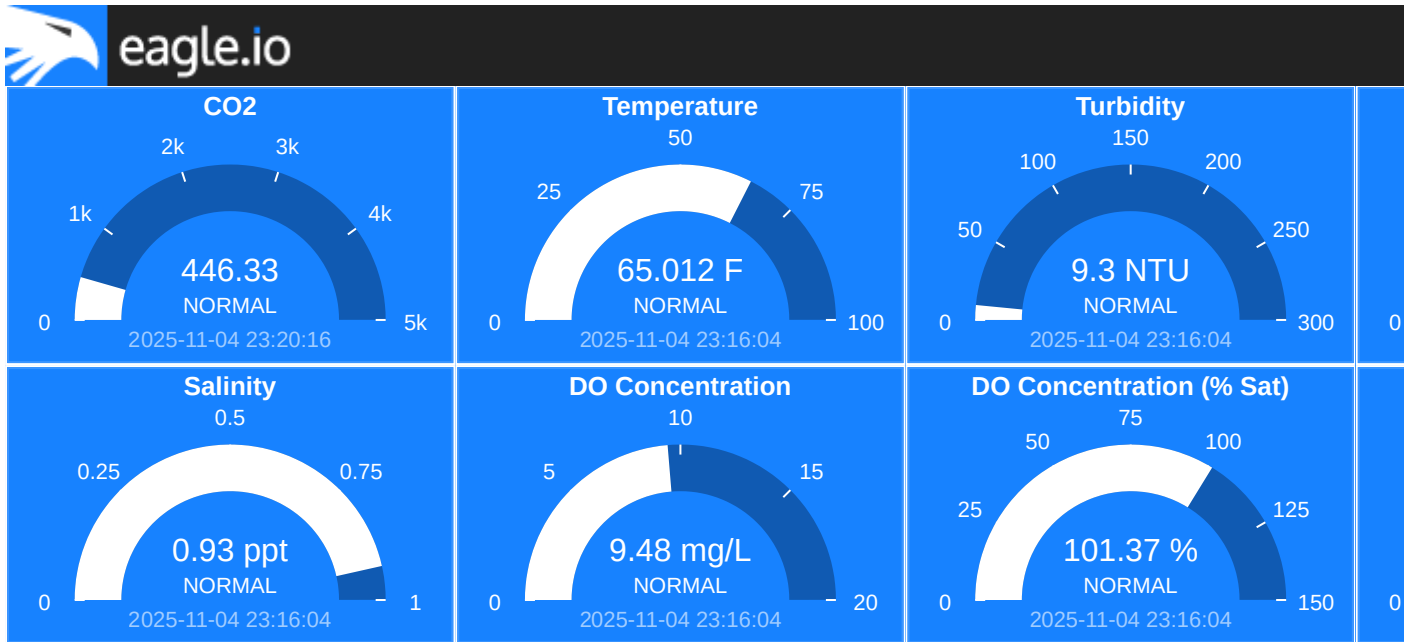 eagle.io
CO2
2k 3k
1k 4k
446.33
NORMAL
0 5k
2025-11-04 23:20:16
Temperature
50
25 75
65.012 F
NORMAL
0 100
2025-11-04 23:16:04
Turbidity
150
100 200
50 250
9.3 NTU
NORMAL
0 300
2025-11-04 23:16:04
0
Salinity
0.5
0.25 0.75
0.93 ppt
NORMAL
0 1
2025-11-04 23:16:04
DO Concentration
10
5 15
9.48 mg/L
NORMAL
0 20
2025-11-04 23:16:04
DO Concentration (% Sat)
75
50 100
25 125
101.37 %
NORMAL
0 150
2025-11-04 23:16:04
0